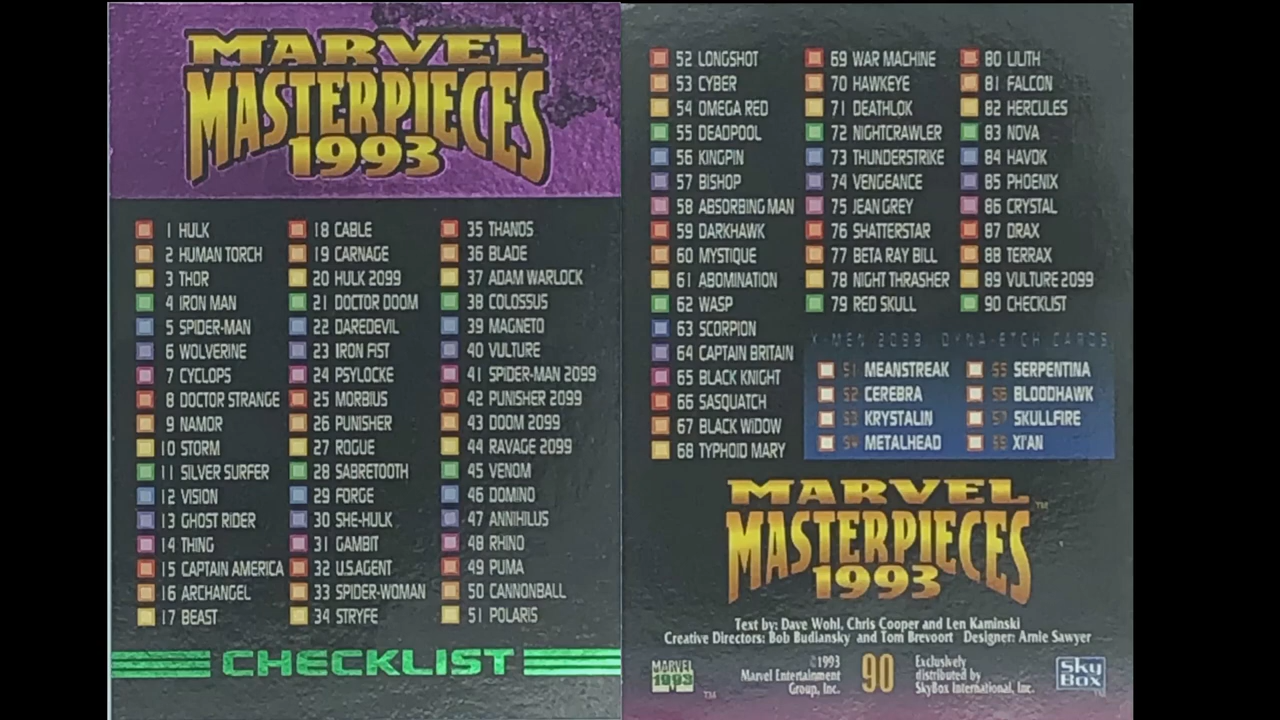 MARVEL
MASTERPIECES
1993
1 HULK
2 HUMAN TORCH
3 THOR
4 IRON MAN
5 SPIDER-MAN
6 WOLVERINE
7 CYCLOPS
8 DOCTOR STRANGE
9 NAMOR
10 STORM
11 SILVER SURFER
12 VISION
13 GHOST RIDER
14 THING
15 CAPTAIN AMERICA
16 ARCHANGEL
17 BEAST
18 CABLE
19 CARNAGE
20 HULK 2099
21 DOCTOR DOOM
22 DAREDEVIL
23 IRON FIST
24 PSYLOCKE
25 MORBIUS
26 PUNISHER
27 ROGUE
28 SABRETOOTH
29 FORGE
30 SHE-HULK
31 GAMBIT
32 U.S.AGENT
33 SPIDER-WOMAN
34 STRYFE
35 THANOS
36 BLADE
37 ADAM WARLOCK
38 COLOSSUS
39 MAGNETO
40 VULTURE
41 SPIDER-MAN 2099
42 PUNISHER 2099
43 DOOM 2099
44 RAVAGE 2099
45 VENOM
46 DOMINO
47 ANNIHILUS
48 RHINO
49 PUMA
50 CANNONBALL
51 POLARIS
CHECKLIST
52 LONGSHOT
53 CYBER
54 OMEGA RED
55 DEADPOOL
56 KINGPIN
57 BISHOP
58 ABSORBING MAN
59 DARKHAWK
60 MYSTIQUE
61 ABOMINATION
62 WASP
63 SCORPION
64 CAPTAIN BRITAIN
65 BLACK KNIGHT
66 SASQUATCH
67 BLACK WIDOW
68 TYPHOID MARY
69 WAR MACHINE
70 HAWKEYE
71 DEATHLOK
72 NIGHTCRAWLER
73 THUNDERSTRIKE
74 VENGEANCE
75 JEAN GREY
76 SHATTERSTAR
77 BETA RAY BILL
78 NIGHT THRASHER
79 RED SKULL
80 LILITH
81 FALCON
82 HERCULES
83 NOVA
84 HAVOK
85 PHOENIX
86 CRYSTAL
87 DRAX
88 TERRAX
89 VULTURE 2099
90 CHECKLIST
X-MEN 2099 DYNA-ETCH CARDS
S1 MEANSTREAK
S2 CEREBRA
S3 KRYSTALIN
S4 METALHEAD
S5 SERPENTINA
S6 BLOODHAWK
S7 SKULLFIRE
XI'AN
MARVEL
MASTERPIECES™
1993
Text by: Dave Wohl, Chris Cooper and Len Kaminski
Creative Directors: Bob Budiansky and Tom Brevoort Designer: Arnie Sawyer
MARVEL
1993
TM
©1993
Marvel Entertainment
Group, Inc.
90
Exclusively
distributed by
SkyBox International, Inc.
Sky
Box